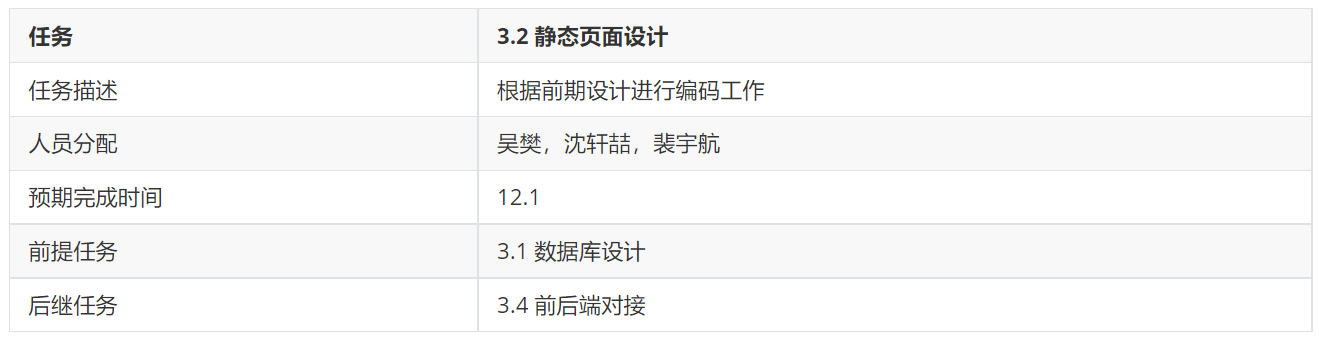 任务 3.2 静态页面设计
任务描述 根据前期设计进行编码工作
人员分配 吴樊，沈轩喆，裴宇航
预期完成时间 12.1
前提任务 3.1 数据库设计
后继任务 3.4 前后端对接